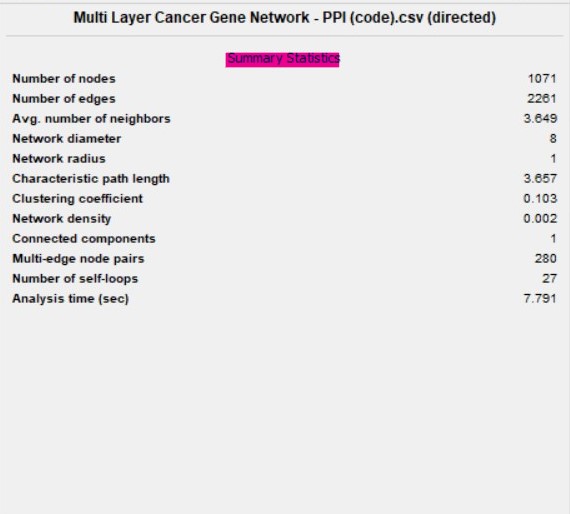 Multi Layer Cancer Gene Network - PPI (code).csv (directed)
Summary Statistics
Number of nodes 1071
Number of edges 2261
Avg. number of neighbors 3.649
Network diameter 8
Network radius 1
Characteristic path length 3.657
Clustering coefficient 0.103
Network density 0.002
Connected components 1
Multi-edge node pairs 280
Number of self-loops 27
Analysis time (sec) 7.791